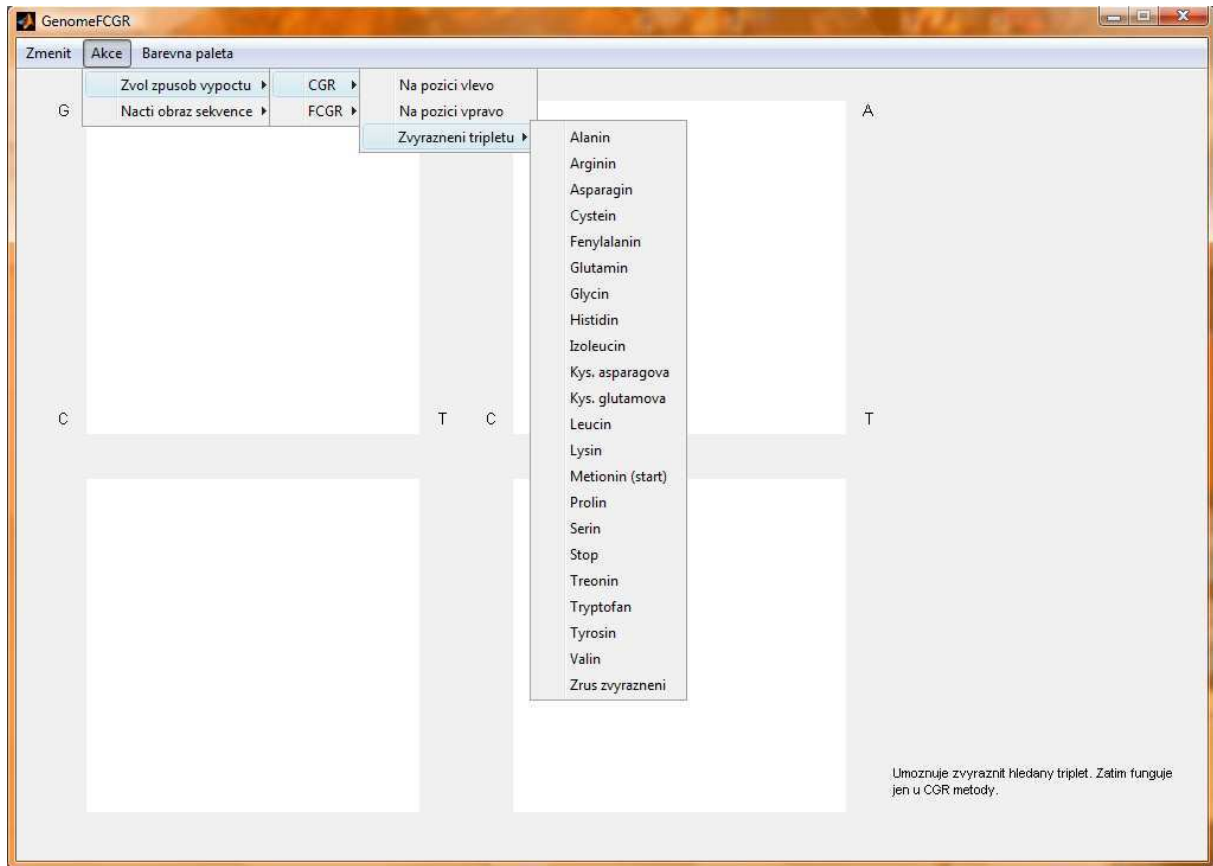 GenomeFCGR
Zmenit Akce Barevna paleta
Zvol zpusob vypoctu
Nacti obraz sekvence
CGR
FCGR
Na pozici vlevo
Na pozici vpravo
Zvyrazneni tripletu
Alanin
Arginin
Asparagin
Cystein
Fenylalanin
Glutamin
Glycin
Histidin
Izoleucin
Kys. asparagova
Kys. glutamova
Leucin
Lysin
Metionin (start)
Prolin
Serin
Stop
Treonin
Tryptofan
Tyrosin
Valin
Zrus zvyrazneni
G A
C T C T
Umoznuje zvyraznit hledany triplet. Zatim funguje
jen u CGR metody.